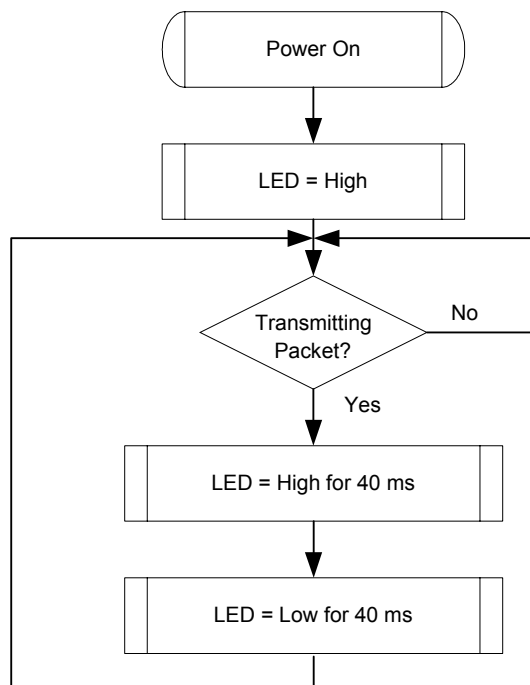 Power On
LED = High
Transmitting
Packet?
No
Yes
LED = High for 40 ms
LED = Low for 40 ms